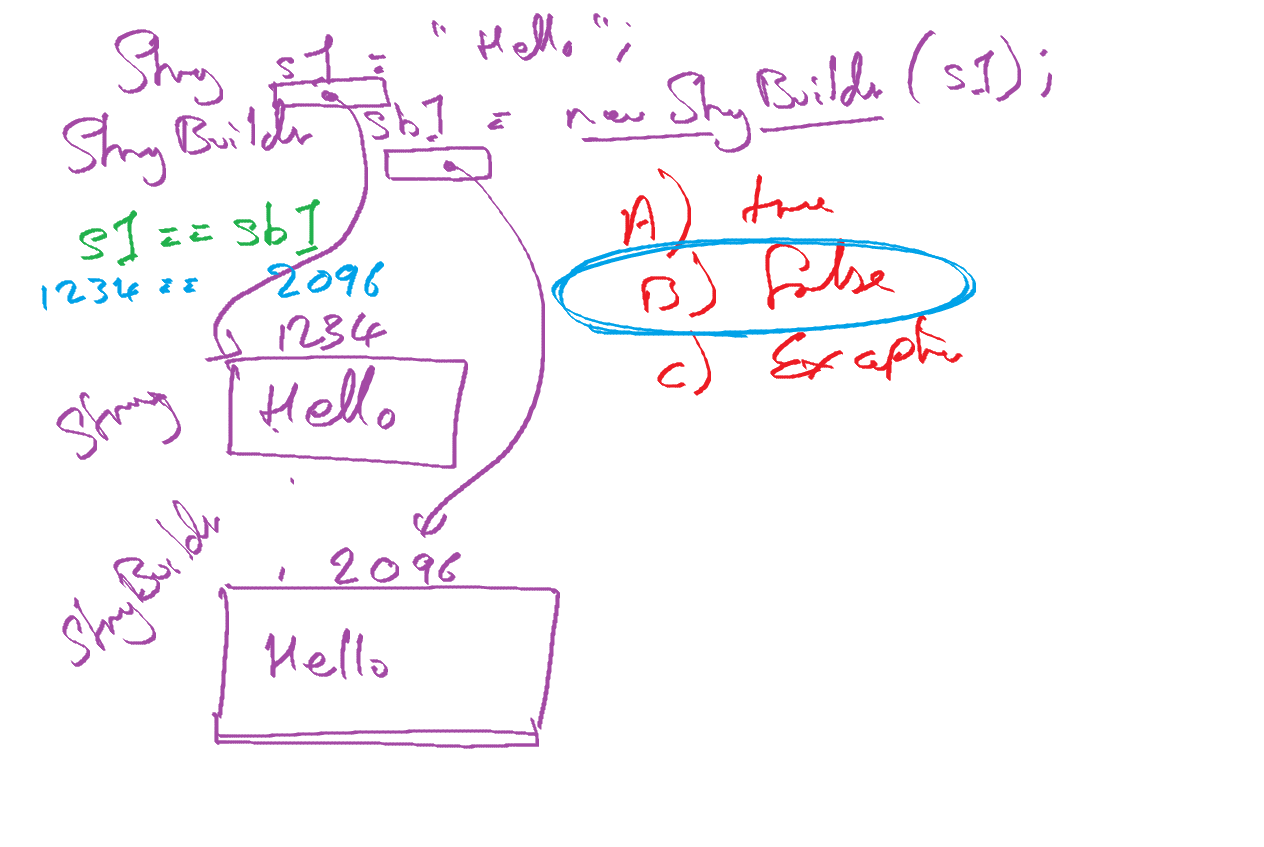 String s1 = "Hello";
StringBuilder sb1 = new StringBuilder (s1);
s1 == sb1
1234 == 2096
A) true
B) False
C) Exception
1234
String
Hello
StringBuilder
2096
Hello